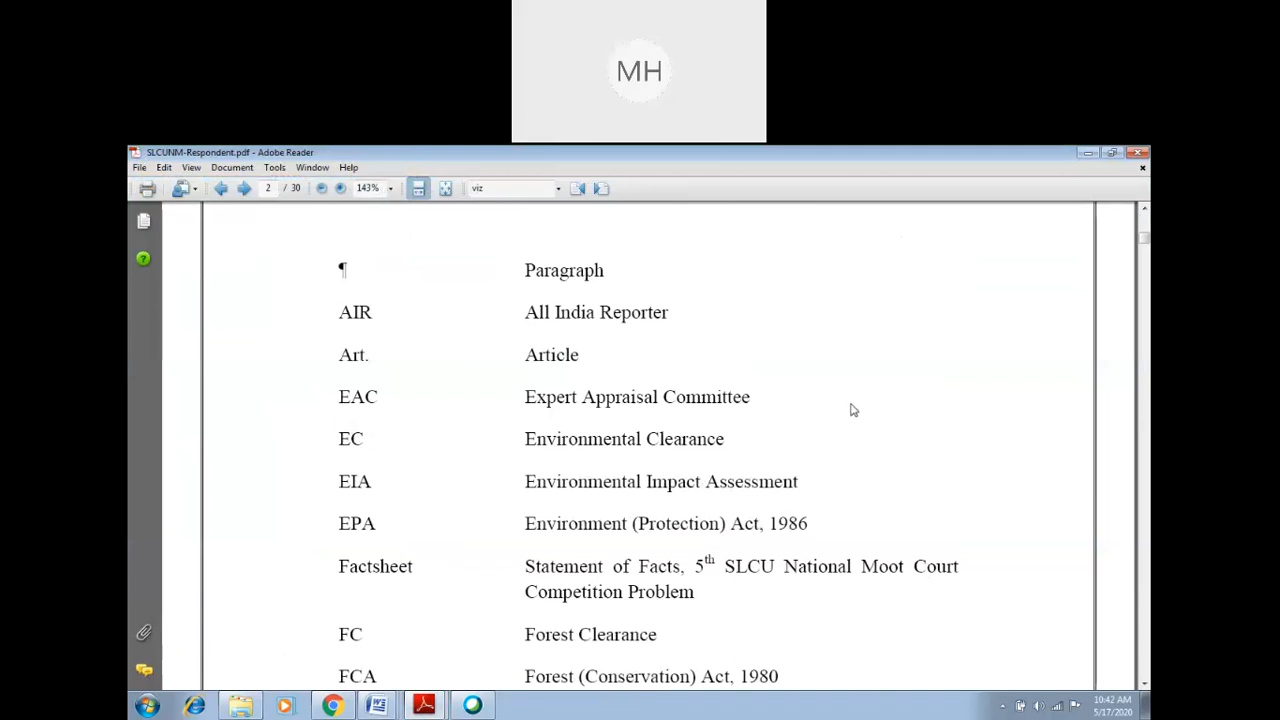 MH
SLCUNM-Respondent.pdf - Adobe Reader
File Edit View Document Tools Window Help
2 / 30 143% viz
¶ Paragraph
AIR All India Reporter
Art. Article
EAC Expert Appraisal Committee
EC Environmental Clearance
EIA Environmental Impact Assessment
EPA Environment (Protection) Act, 1986
Factsheet Statement of Facts, 5th SLCU National Moot Court
Competition Problem
FC Forest Clearance
FCA Forest (Conservation) Act, 1980
10:42 AM
5/17/2020